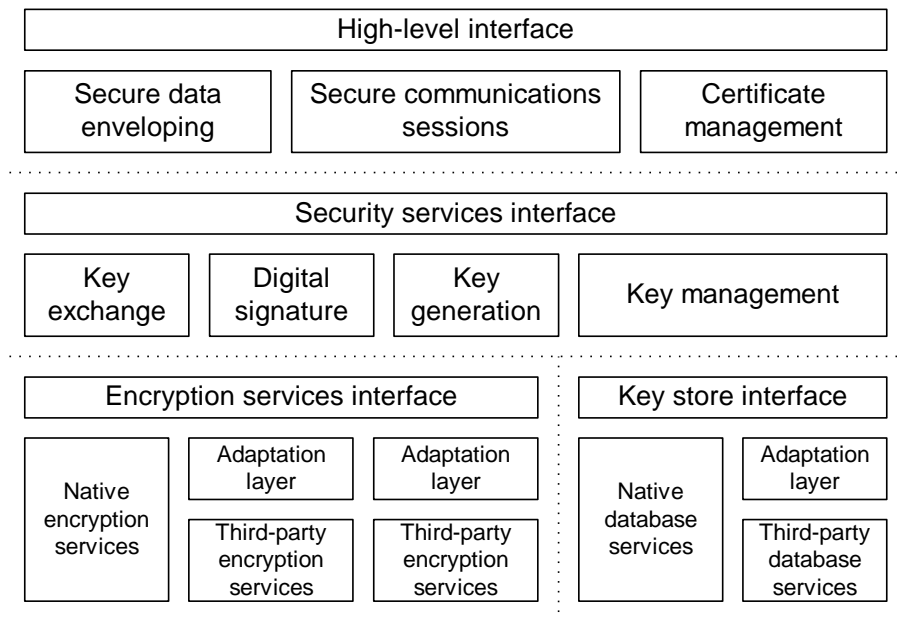 High-level interface
Secure data
enveloping
Secure communications
sessions
Certificate
management
Security services interface
Key
exchange
Digital
signature
Key
generation
Key management
Encryption services interface
Key store interface
Native
encryption
services
Adaptation
layer
Adaptation
layer
Third-party
encryption
services
Third-party
encryption
services
Native
database
services
Adaptation
layer
Third-party
database
services